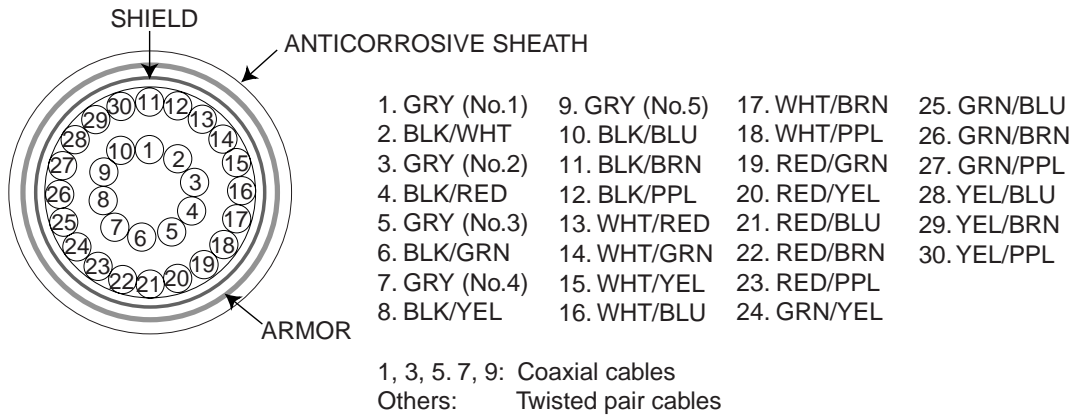 SHIELD
ANTICORROSIVE SHEATH
30 11 12
29 13
28 14
10 1 2
27 15
9 3
26 16
8 4
25 17
7 6 5
24 18
23 19
22 21 20
ARMOR
1. GRY (No.1)
2. BLK/WHT
3. GRY (No.2)
4. BLK/RED
5. GRY (No.3)
6. BLK/GRN
7. GRY (No.4)
8. BLK/YEL
9. GRY (No.5)
10. BLK/BLU
11. BLK/BRN
12. BLK/PPL
13. WHT/RED
14. WHT/GRN
15. WHT/YEL
16. WHT/BLU
17. WHT/BRN
18. WHT/PPL
19. RED/GRN
20. RED/YEL
21. RED/BLU
22. RED/BRN
23. RED/PPL
24. GRN/YEL
25. GRN/BLU
26. GRN/BRN
27. GRN/PPL
28. YEL/BLU
29. YEL/BRN
30. YEL/PPL
1, 3, 5. 7, 9: Coaxial cables
Others: Twisted pair cables